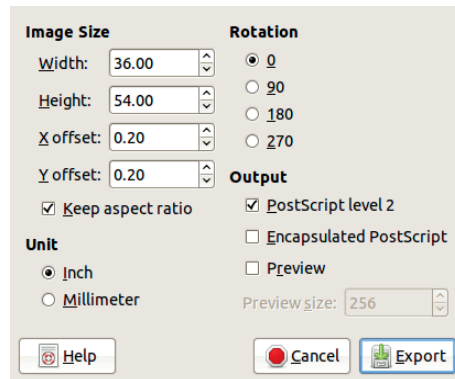 Image Size
Width: 36.00
Height: 54.00
X offset: 0.20
Y offset: 0.20
Keep aspect ratio
Unit
Inch
Millimeter
Rotation
0
90
180
270
Output
PostScript level 2
Encapsulated PostScript
Preview
Preview size: 256
Help
Cancel
Export